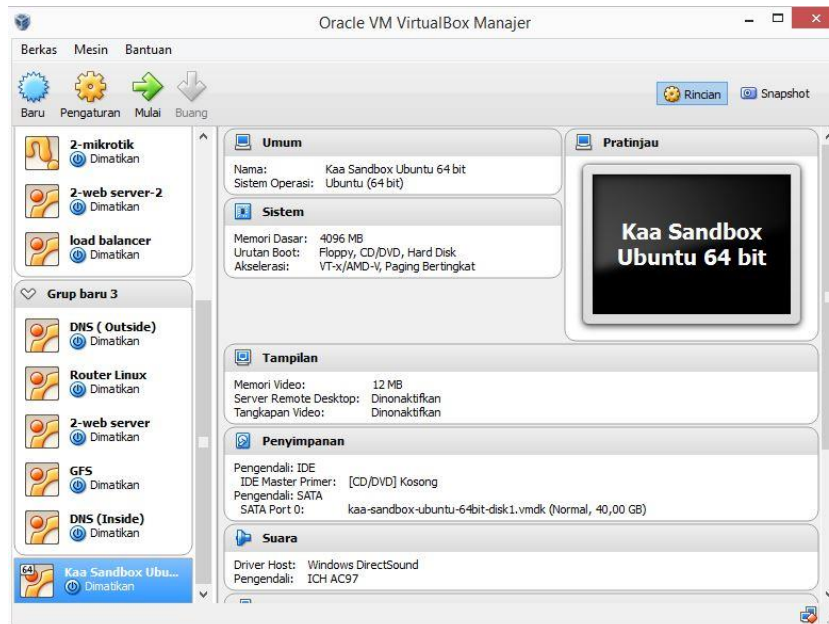 Oracle VM VirtualBox Manajer
Berkas Mesin Bantuan
Baru Pengaturan Mulai Buang
Rincian Snapshot
2-mikrotik
Dimatikan
2-web server-2
Dimatikan
load balancer
Dimatikan
Grup baru 3
DNS ( Outside)
Dimatikan
Router Linux
Dimatikan
2-web server
Dimatikan
GFS
Dimatikan
DNS (Inside)
Dimatikan
64
Kaa Sandbox Ubu...
Dimatikan
Umum
Nama: Kaa Sandbox Ubuntu 64 bit
Sistem Operasi: Ubuntu (64 bit)
Sistem
Memori Dasar: 4096 MB
Urutan Boot: Floppy, CD/DVD, Hard Disk
Akselerasi: VT-x/AMD-V, Paging Bertingkat
Pratinjau
Kaa Sandbox
Ubuntu 64 bit
Tampilan
Memori Video: 12 MB
Server Remote Desktop: Dinonaktifkan
Tangkapan Video: Dinonaktifkan
Penyimpanan
Pengendali: IDE
IDE Master Primer: [CD/DVD] Kosong
Pengendali: SATA
SATA Port 0: kaa-sandbox-ubuntu-64bit-disk1.vmdk (Normal, 40,00 GB)
Suara
Driver Host: Windows DirectSound
Pengendali: ICH AC97